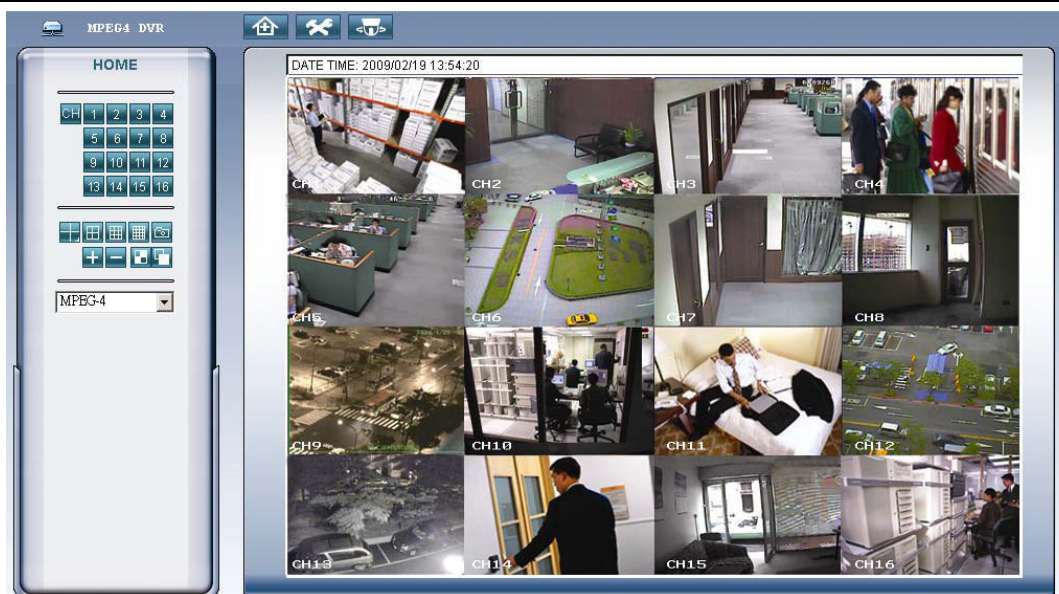 MPEG4 DVR
HOME
CH 1 2 3 4
5 6 7 8
9 10 11 12
13 14 15 16
MPEG-4
DATE TIME: 2009/02/19 13:54:20
CH2 CH3 CH4
CH5 CH6 CH7 CH8
CH9 CH10 CH11 CH12
CH13 CH14 CH15 CH16